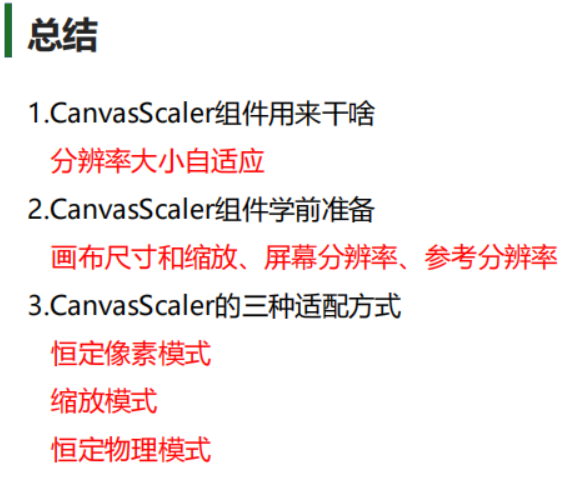 总结
1.CanvasScaler组件用来干啥
分辨率大小自适应
2.CanvasScaler组件学前准备
画布尺寸和缩放、屏幕分辨率、参考分辨率
3.CanvasScaler的三种适配方式
恒定像素模式
缩放模式
恒定物理模式